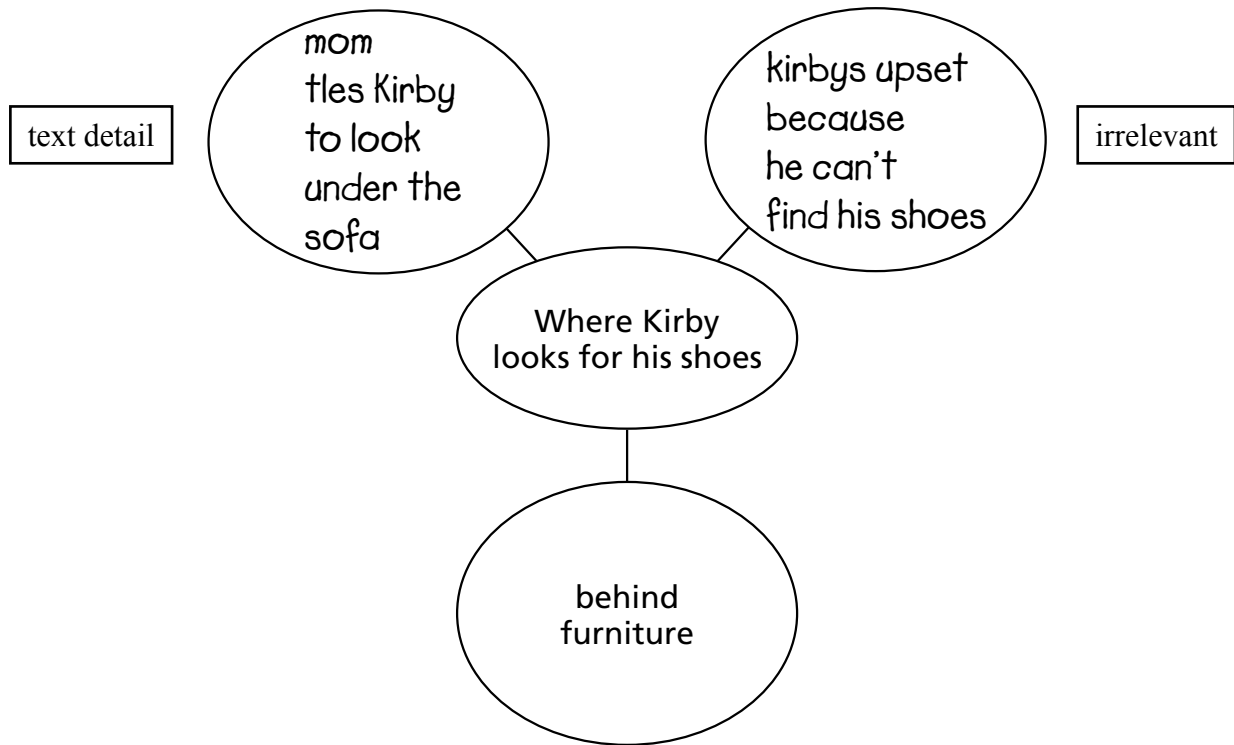 text detail
mom
tles Kirby
to look
under the
sofa
kirbys upset
because
he can't
find his shoes
irrelevant
Where Kirby
looks for his shoes
behind
furniture